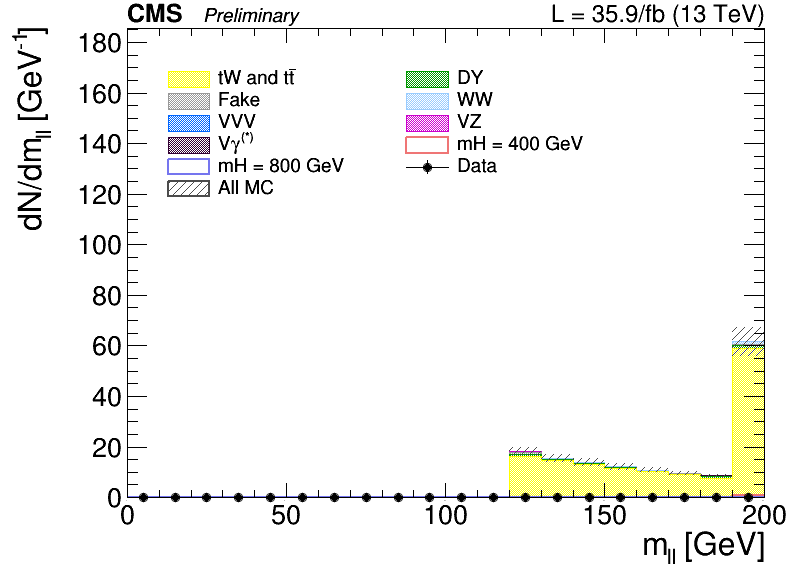 CMS Preliminary L = 35.9/fb (13 TeV)
dN/dm_ll [GeV⁻¹]
180
160
140
120
100
80
60
40
20
0
tW and tt̄ DY
Fake WW
VVV VZ
Vγ(*) mH = 400 GeV
mH = 800 GeV Data
All MC
0 50 100 150 200
m_ll [GeV]